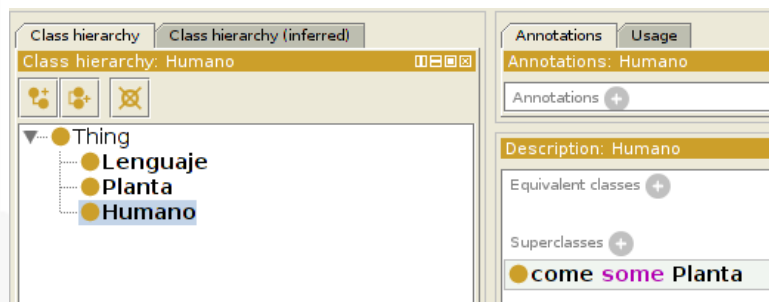 Class hierarchy
Class hierarchy (inferred)
Class hierarchy: Humano
Thing
Lenguaje
Planta
Humano
Annotations
Usage
Annotations: Humano
Annotations
Description: Humano
Equivalent classes
Superclasses
come some Planta